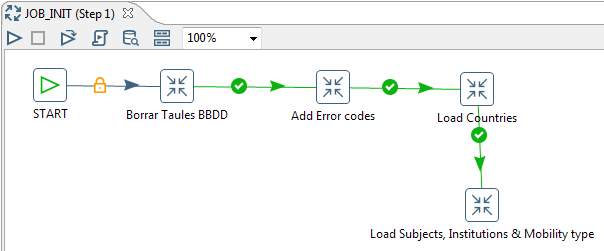 JOB_INIT (Step 1)
100%
START
Borrar Taules BBDD
Add Error codes
Load Countries
Load Subjects, Institutions & Mobility type